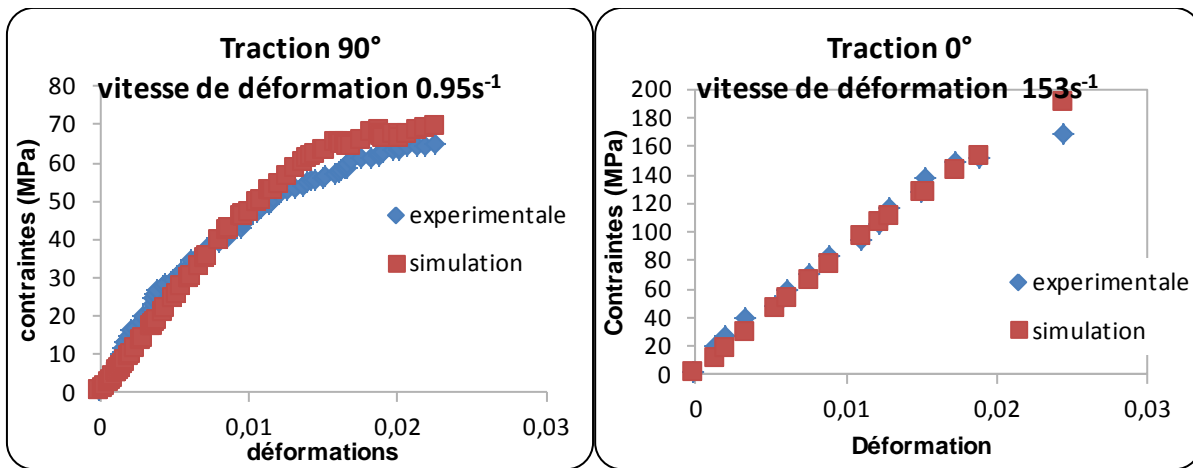 Traction 90°
vitesse de déformation 0.95s⁻¹
contraintes (MPa)
80
70
60
50
40
30
20
10
0
experimentale
simulation
0
0,01
0,02
0,03
déformations
Traction 0°
vitesse de déformation 153s⁻¹
Contraintes (MPa)
200
180
160
140
120
100
80
60
40
20
0
experimentale
simulation
0
0,01
0,02
0,03
Déformation